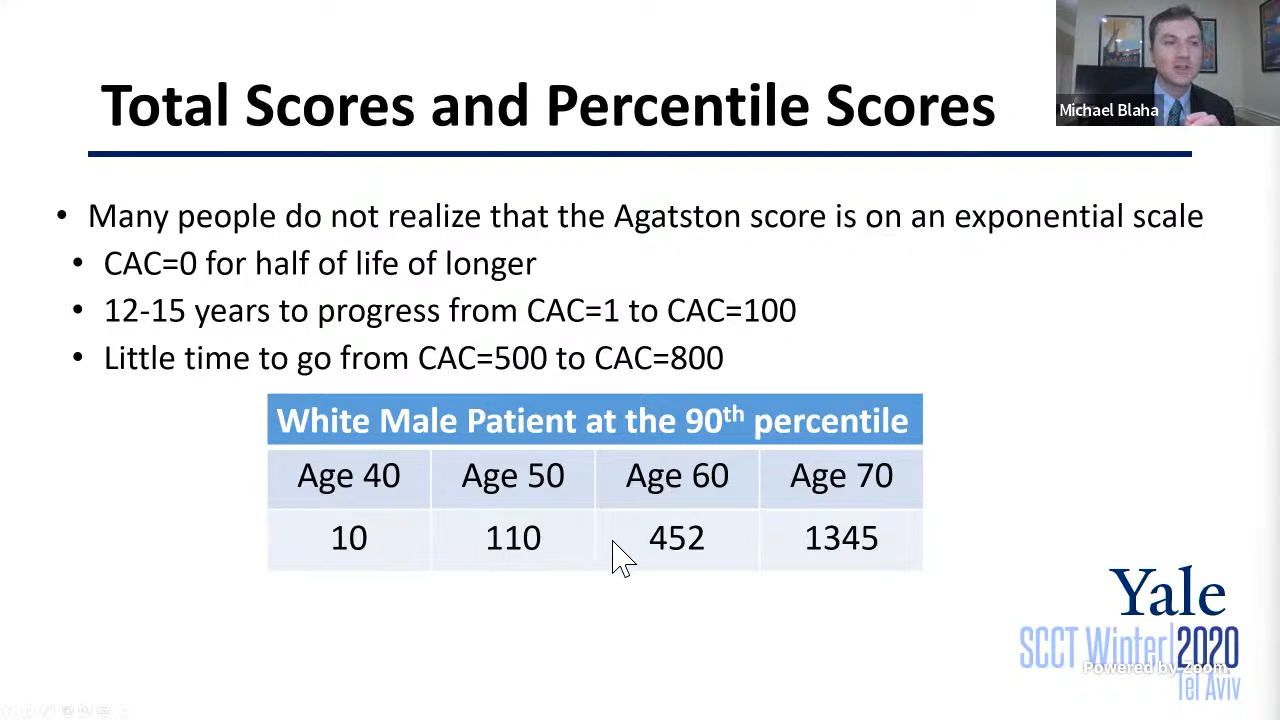 Michael Blaha
Total Scores and Percentile Scores
• Many people do not realize that the Agatston score is on an exponential scale
• CAC=0 for half of life of longer
• 12-15 years to progress from CAC=1 to CAC=100
• Little time to go from CAC=500 to CAC=800
White Male Patient at the 90th percentile
Age 40 Age 50 Age 60 Age 70
10 110 452 1345
Yale
SCCT Winter|2020
Powered by Zoom
Tel Aviv